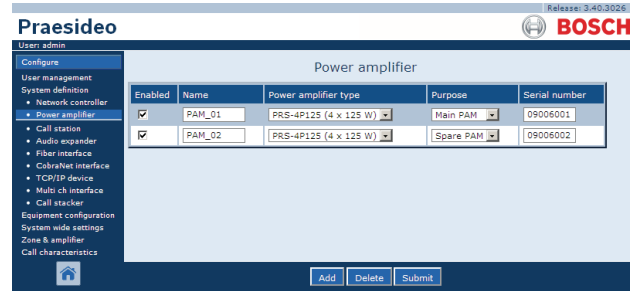 Release: 3.40.3026
Praesideo
BOSCH
User: admin
Configure
User management
System definition
• Network controller
• Power amplifier
• Call station
• Audio expander
• Fiber interface
• CobraNet interface
• TCP/IP device
• Multi ch interface
• Call stacker
Equipment configuration
System wide settings
Zone & amplifier
Call characteristics
Power amplifier
Enabled Name Power amplifier type Purpose Serial number
PAM_01 PRS-4P125 (4 x 125 W) Main PAM 09006001
PAM_02 PRS-4P125 (4 x 125 W) Spare PAM 09006002
Add Delete Submit